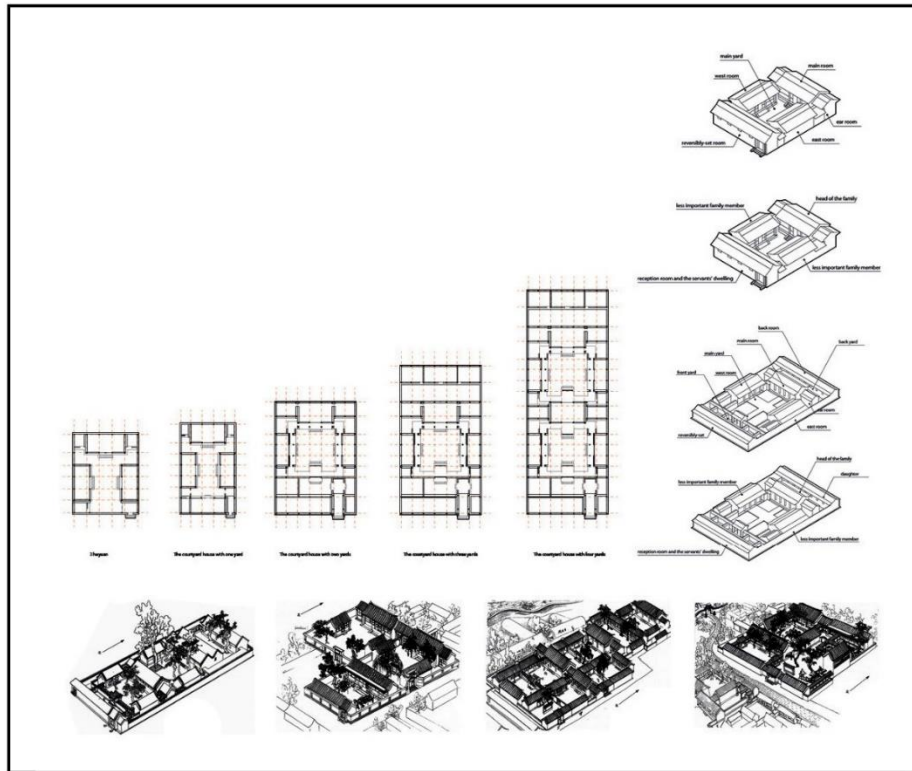 main yard
main room
west room
ear room
reversibly-set room
east room
less important family member
head of the family
less important family member
reception room and the servants' dwelling
back room
main room
back yard
main yard
west room
front yard
room
east room
reversibly-set
head of the family
daughter
less important family member
less important family member
reception room and the servants' dwelling
The courtyard house with one yard
The courtyard house with two yards
The courtyard house with three yards
The courtyard house with four yards